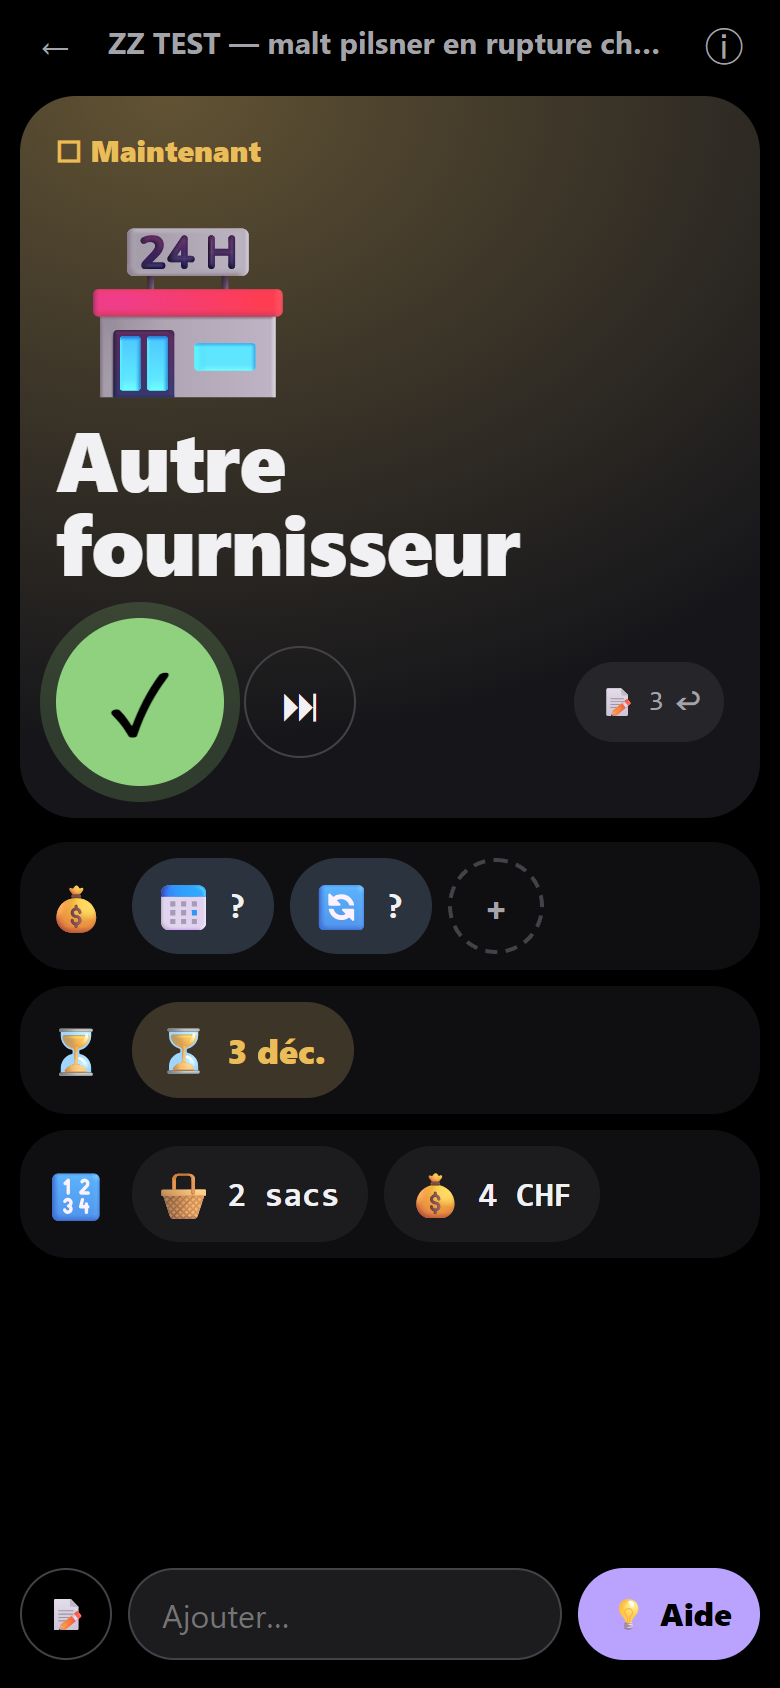 ← ZZ TEST — malt pilsner en rupture ch… ⓘ
☐ Maintenant
24 H
Autre
fournisseur
✓ ⏭ 📝 3 ↩
💰 📅 ? 🔄 ? +
⏳ ⏳ 3 déc.
🔢 🧺 2 sacs 💰 4 CHF
📝 Ajouter… 💡 Aide